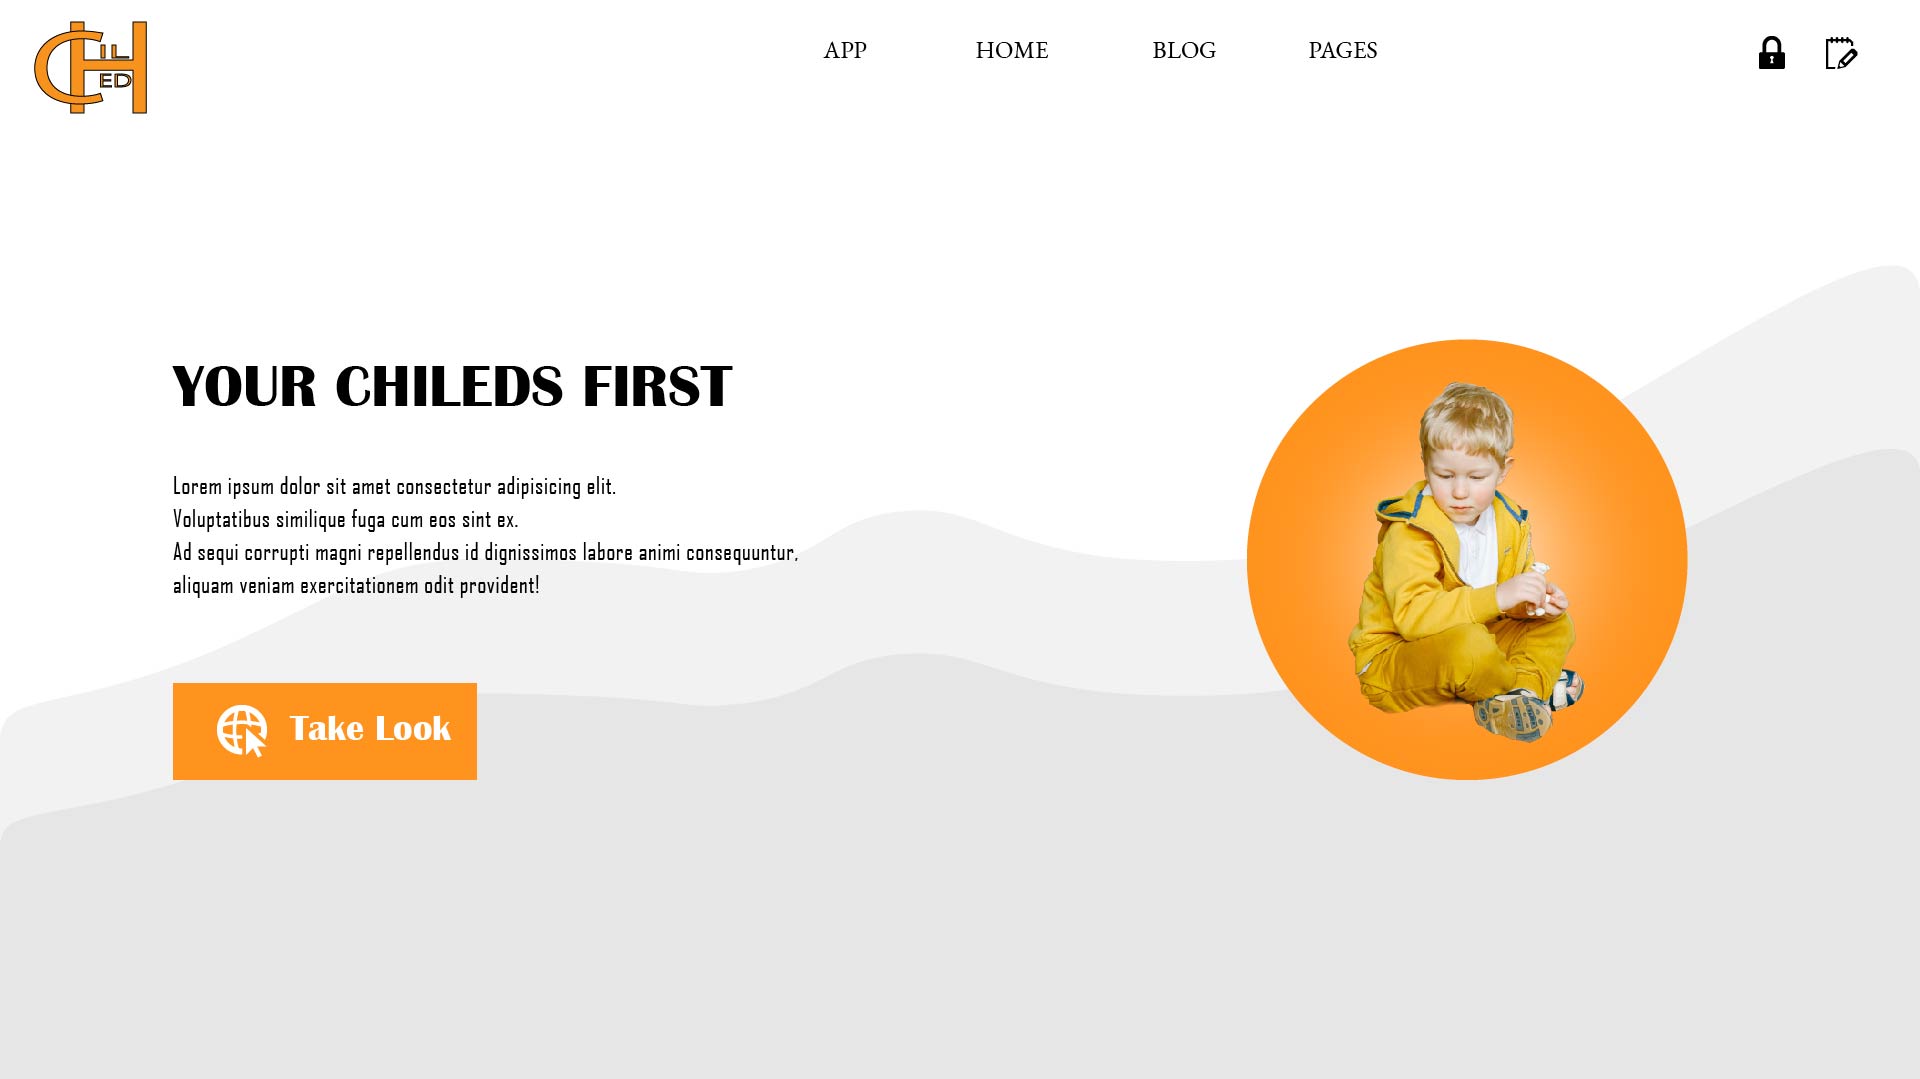 CHILED
APP HOME BLOG PAGES
YOUR CHILEDS FIRST
Lorem ipsum dolor sit amet consectetur adipisicing elit.
Voluptatibus similique fuga cum eos sint ex.
Ad sequi corrupti magni repellendus id dignissimos labore animi consequuntur,
aliquam veniam exercitationem odit provident!
Take Look